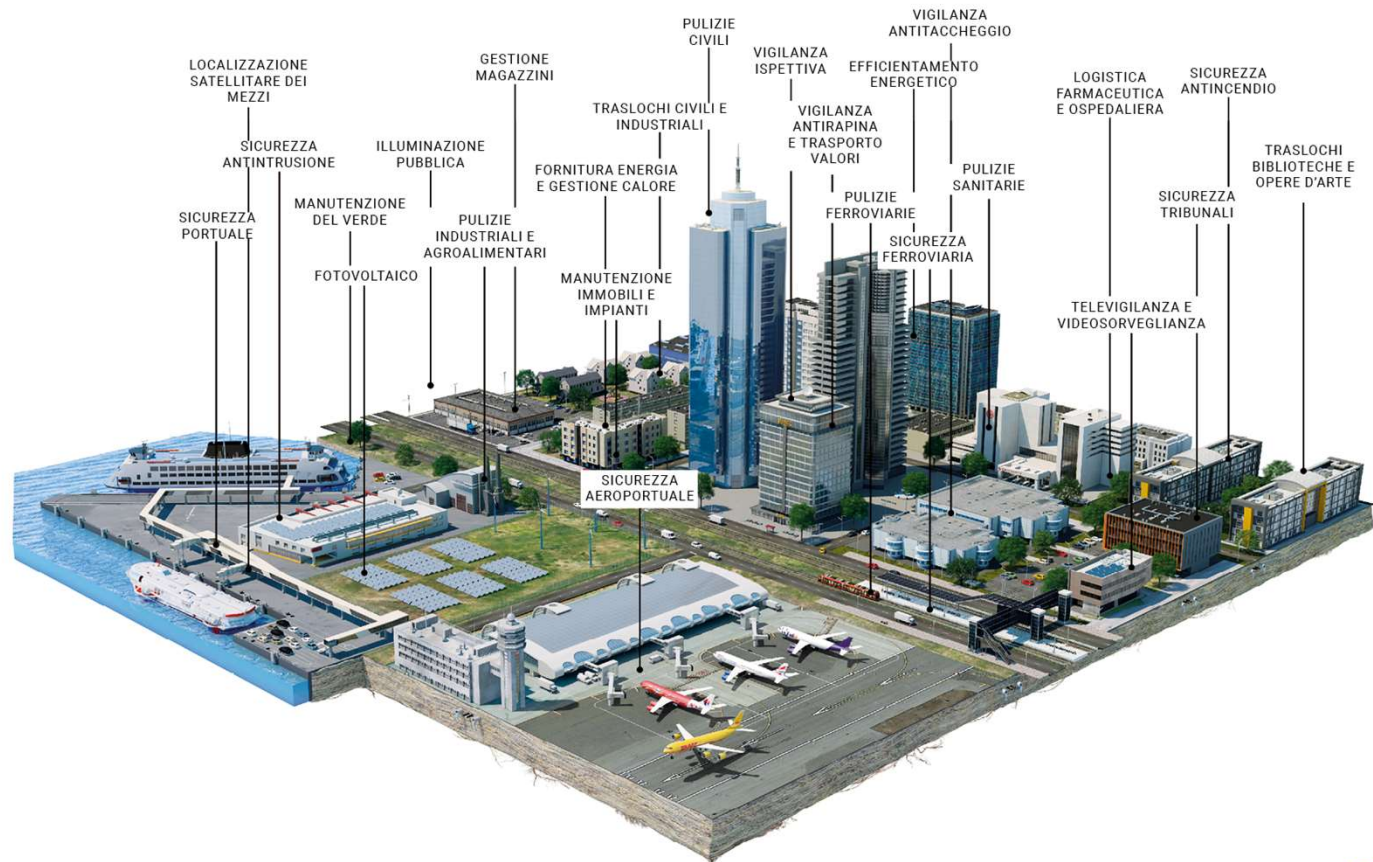 PULIZIE
CIVILI
VIGILANZA
ANTITACCHEGGIO
LOCALIZZAZIONE
SATELLITARE DEI
MEZZI
GESTIONE
MAGAZZINI
VIGILANZA
ISPETTIVA
EFFICIENTAMENTO
ENERGETICO
LOGISTICA
FARMACEUTICA
E OSPEDALIERA
SICUREZZA
ANTINCENDIO
TRASLOCHI CIVILI E
INDUSTRIALI
VIGILANZA
ANTIRAPINA
E TRASPORTO
VALORI
SICUREZZA
ANTINTRUSIONE
ILLUMINAZIONE
PUBBLICA
FORNITURA ENERGIA
E GESTIONE CALORE
PULIZIE
SANITARIE
TRASLOCHI
BIBLIOTECHE E
OPERE D'ARTE
MANUTENZIONE
DEL VERDE
PULIZIE
FERROVIARIE
SICUREZZA
TRIBUNALI
SICUREZZA
PORTUALE
PULIZIE
INDUSTRIALI E
AGROALIMENTARI
SICUREZZA
FERROVIARIA
FOTOVOLTAICO
MANUTENZIONE
IMMOBILI E
IMPIANTI
TELEVIGILANZA E
VIDEOSORVEGLIANZA
SICUREZZA
AEROPORTUALE